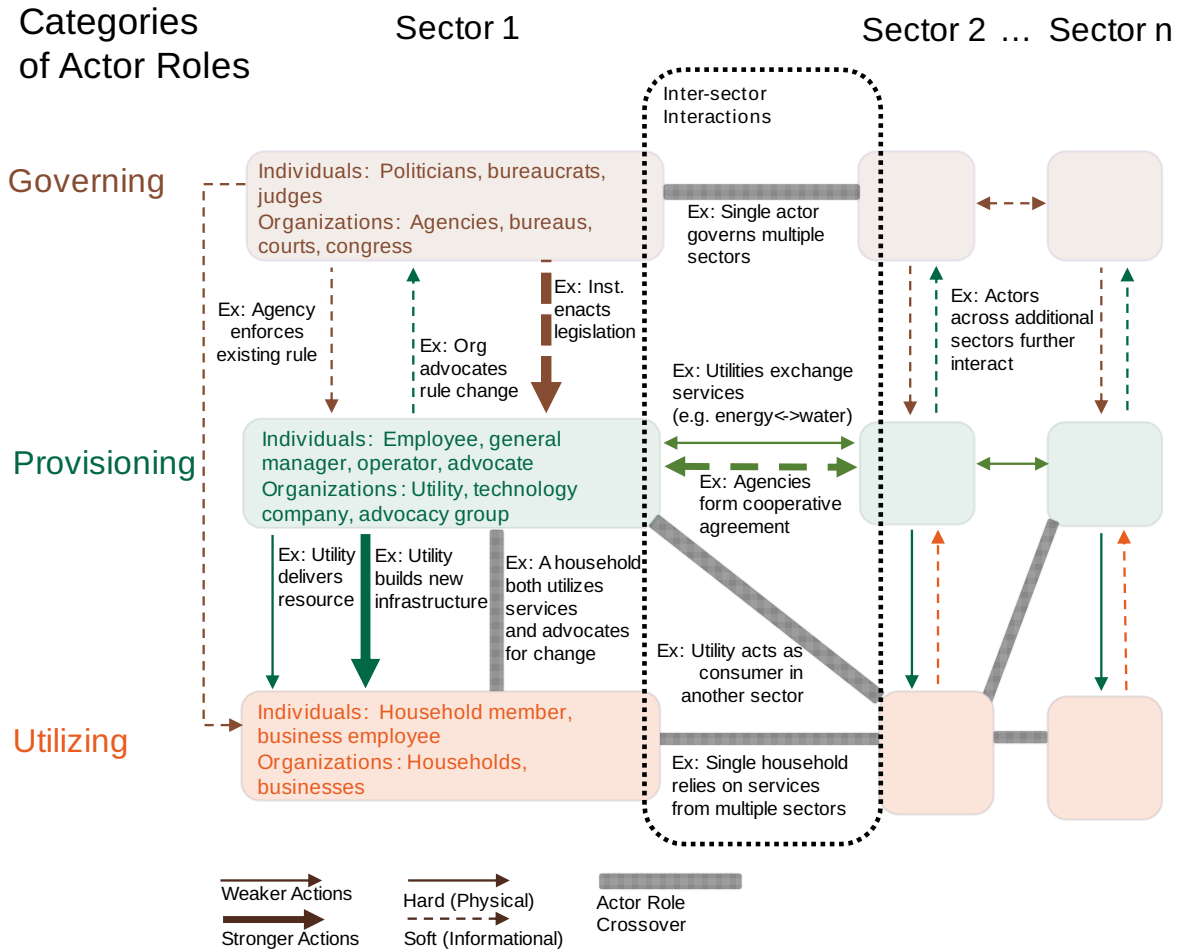 Categories
of Actor Roles
Sector 1
Sector 2 ... Sector n
Inter-sector
Interactions
Governing
Individuals: Politicians, bureaucrats,
judges
Organizations: Agencies, bureaus,
courts, congress
Ex: Single actor
governs multiple
sectors
Ex: Agency
enforces
existing rule
Ex: Org
advocates
rule change
Ex: Inst.
enacts
legislation
Ex: Actors
across additional
sectors further
interact
Ex: Utilities exchange
services
(e.g. energy<->water)
Provisioning
Individuals: Employee, general
manager, operator, advocate
Organizations: Utility, technology
company, advocacy group
Ex: Agencies
form cooperative
agreement
Ex: Utility
delivers
resource
Ex: Utility
builds new
infrastructure
Ex: A household
both utilizes
services
and advocates
for change
Ex: Utility acts as
consumer in
another sector
Utilizing
Individuals: Household member,
business employee
Organizations: Households,
businesses
Ex: Single household
relies on services
from multiple sectors
Weaker Actions
Stronger Actions
Hard (Physical)
Soft (Informational)
Actor Role
Crossover